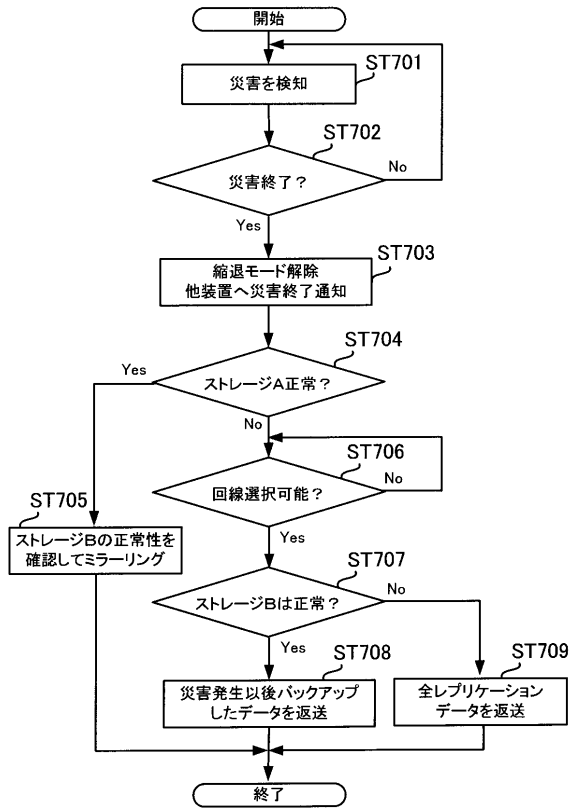 開始
ST701
災害を検知
ST702
災害終了？
No
Yes
ST703
縮退モード解除
他装置へ災害終了通知
ST704
ストレージA正常？
Yes
No
ST706
回線選択可能？
No
Yes
ST705
ストレージBの正常性を
確認してミラーリング
ST707
ストレージBは正常？
No
Yes
ST708
災害発生以後バックアップ
したデータを返送
ST709
全レプリケーション
データを返送
終了